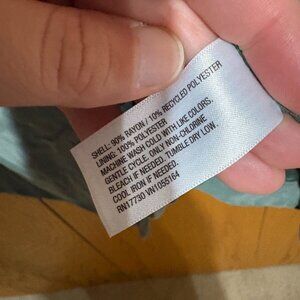 SHELL: 90% RAYON / 10% RECYCLED POLYESTER
LINING: 100% POLYESTER
MACHINE WASH COLD WITH LIKE COLORS.
GENTLE CYCLE. ONLY NON-CHLORINE
BLEACH IF NEEDED. TUMBLE DRY LOW.
COOL IRON IF NEEDED.
RN17730 VN1055164